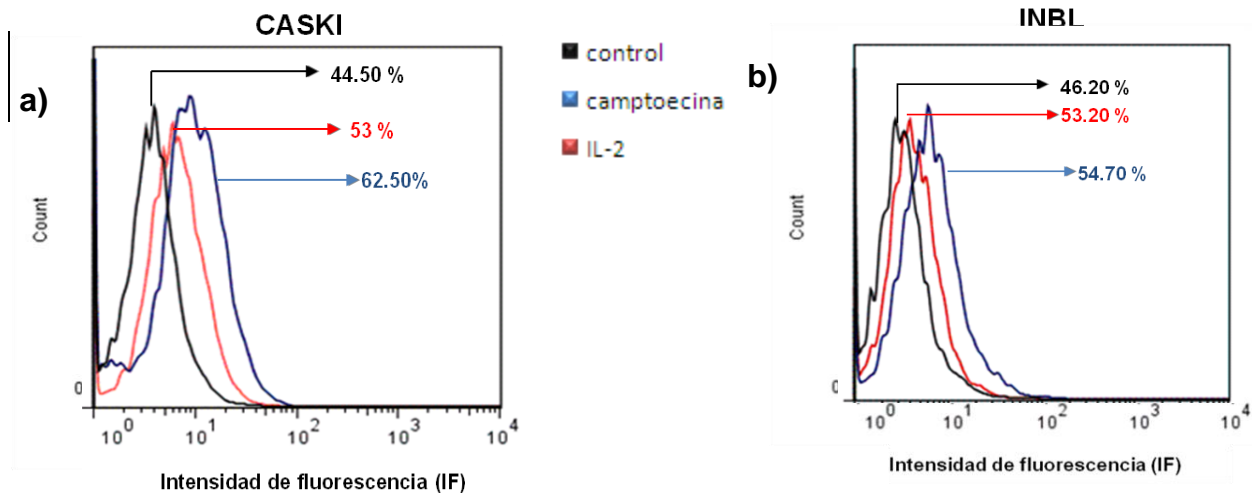 CASKI
a)
44.50 %
53 %
62.50%
Count
0
10^0 10^1 10^2 10^3 10^4
Intensidad de fluorescencia (IF)
control
camptoecina
IL-2
INBL
b)
46.20 %
53.20 %
54.70 %
Count
0
10^0 10^1 10^2 10^3 10^4
Intensidad de fluorescencia (IF)